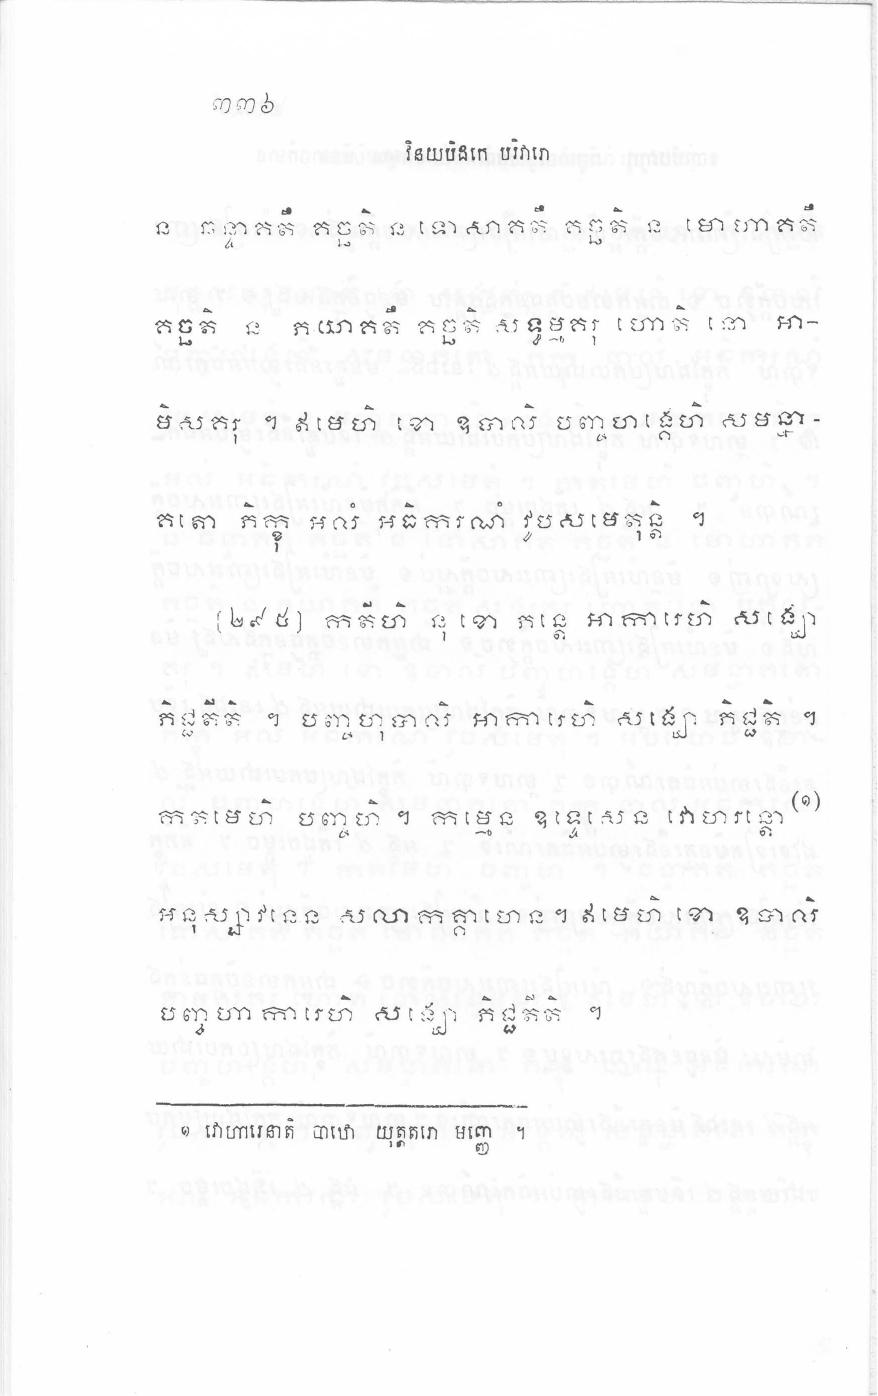 ៣៣៦
វិនយបិដកេ បរិវារោ
ន ឆន្ទាគតឹ គច្ឆតិ ន ទោសាគតឹ គច្ឆតិ ន មោហាគតឹ
គច្ឆតិ ន ភយាគតឹ គច្ឆតិ សទ្ធម្មគរុ ហោតិ នោ អា-
មិសគរុ ។ ឥមេហិ ខោ ឧបាលិ បញ្ចហង្គេហិ សមន្នា-
គតោ ភិក្ខុ អលំ អធិករណំ វូបសមេតុន្តិ ។
[២៩៥] កតីហិ នុ ខោ ភន្តេ អាការេហិ សង្ឃោ
ភិជ្ជតីតិ ។ បញ្ចហុបាលិ អាការេហិ សង្ឃោ ភិជ្ជតិ ។
កតមេហិ បញ្ចហិ ។ កម្មេន ឧទ្ទេសេន វោហរន្តោ (១)
អនុស្សាវនេន សលាកគ្គាហេន ។ ឥមេហិ ខោ ឧបាលិ
បញ្ចហាការេហិ សង្ឃោ ភិជ្ជតីតិ ។
១ វោហារេនាតិ បាឋោ យុត្តតរោ មញ្ញេ ។